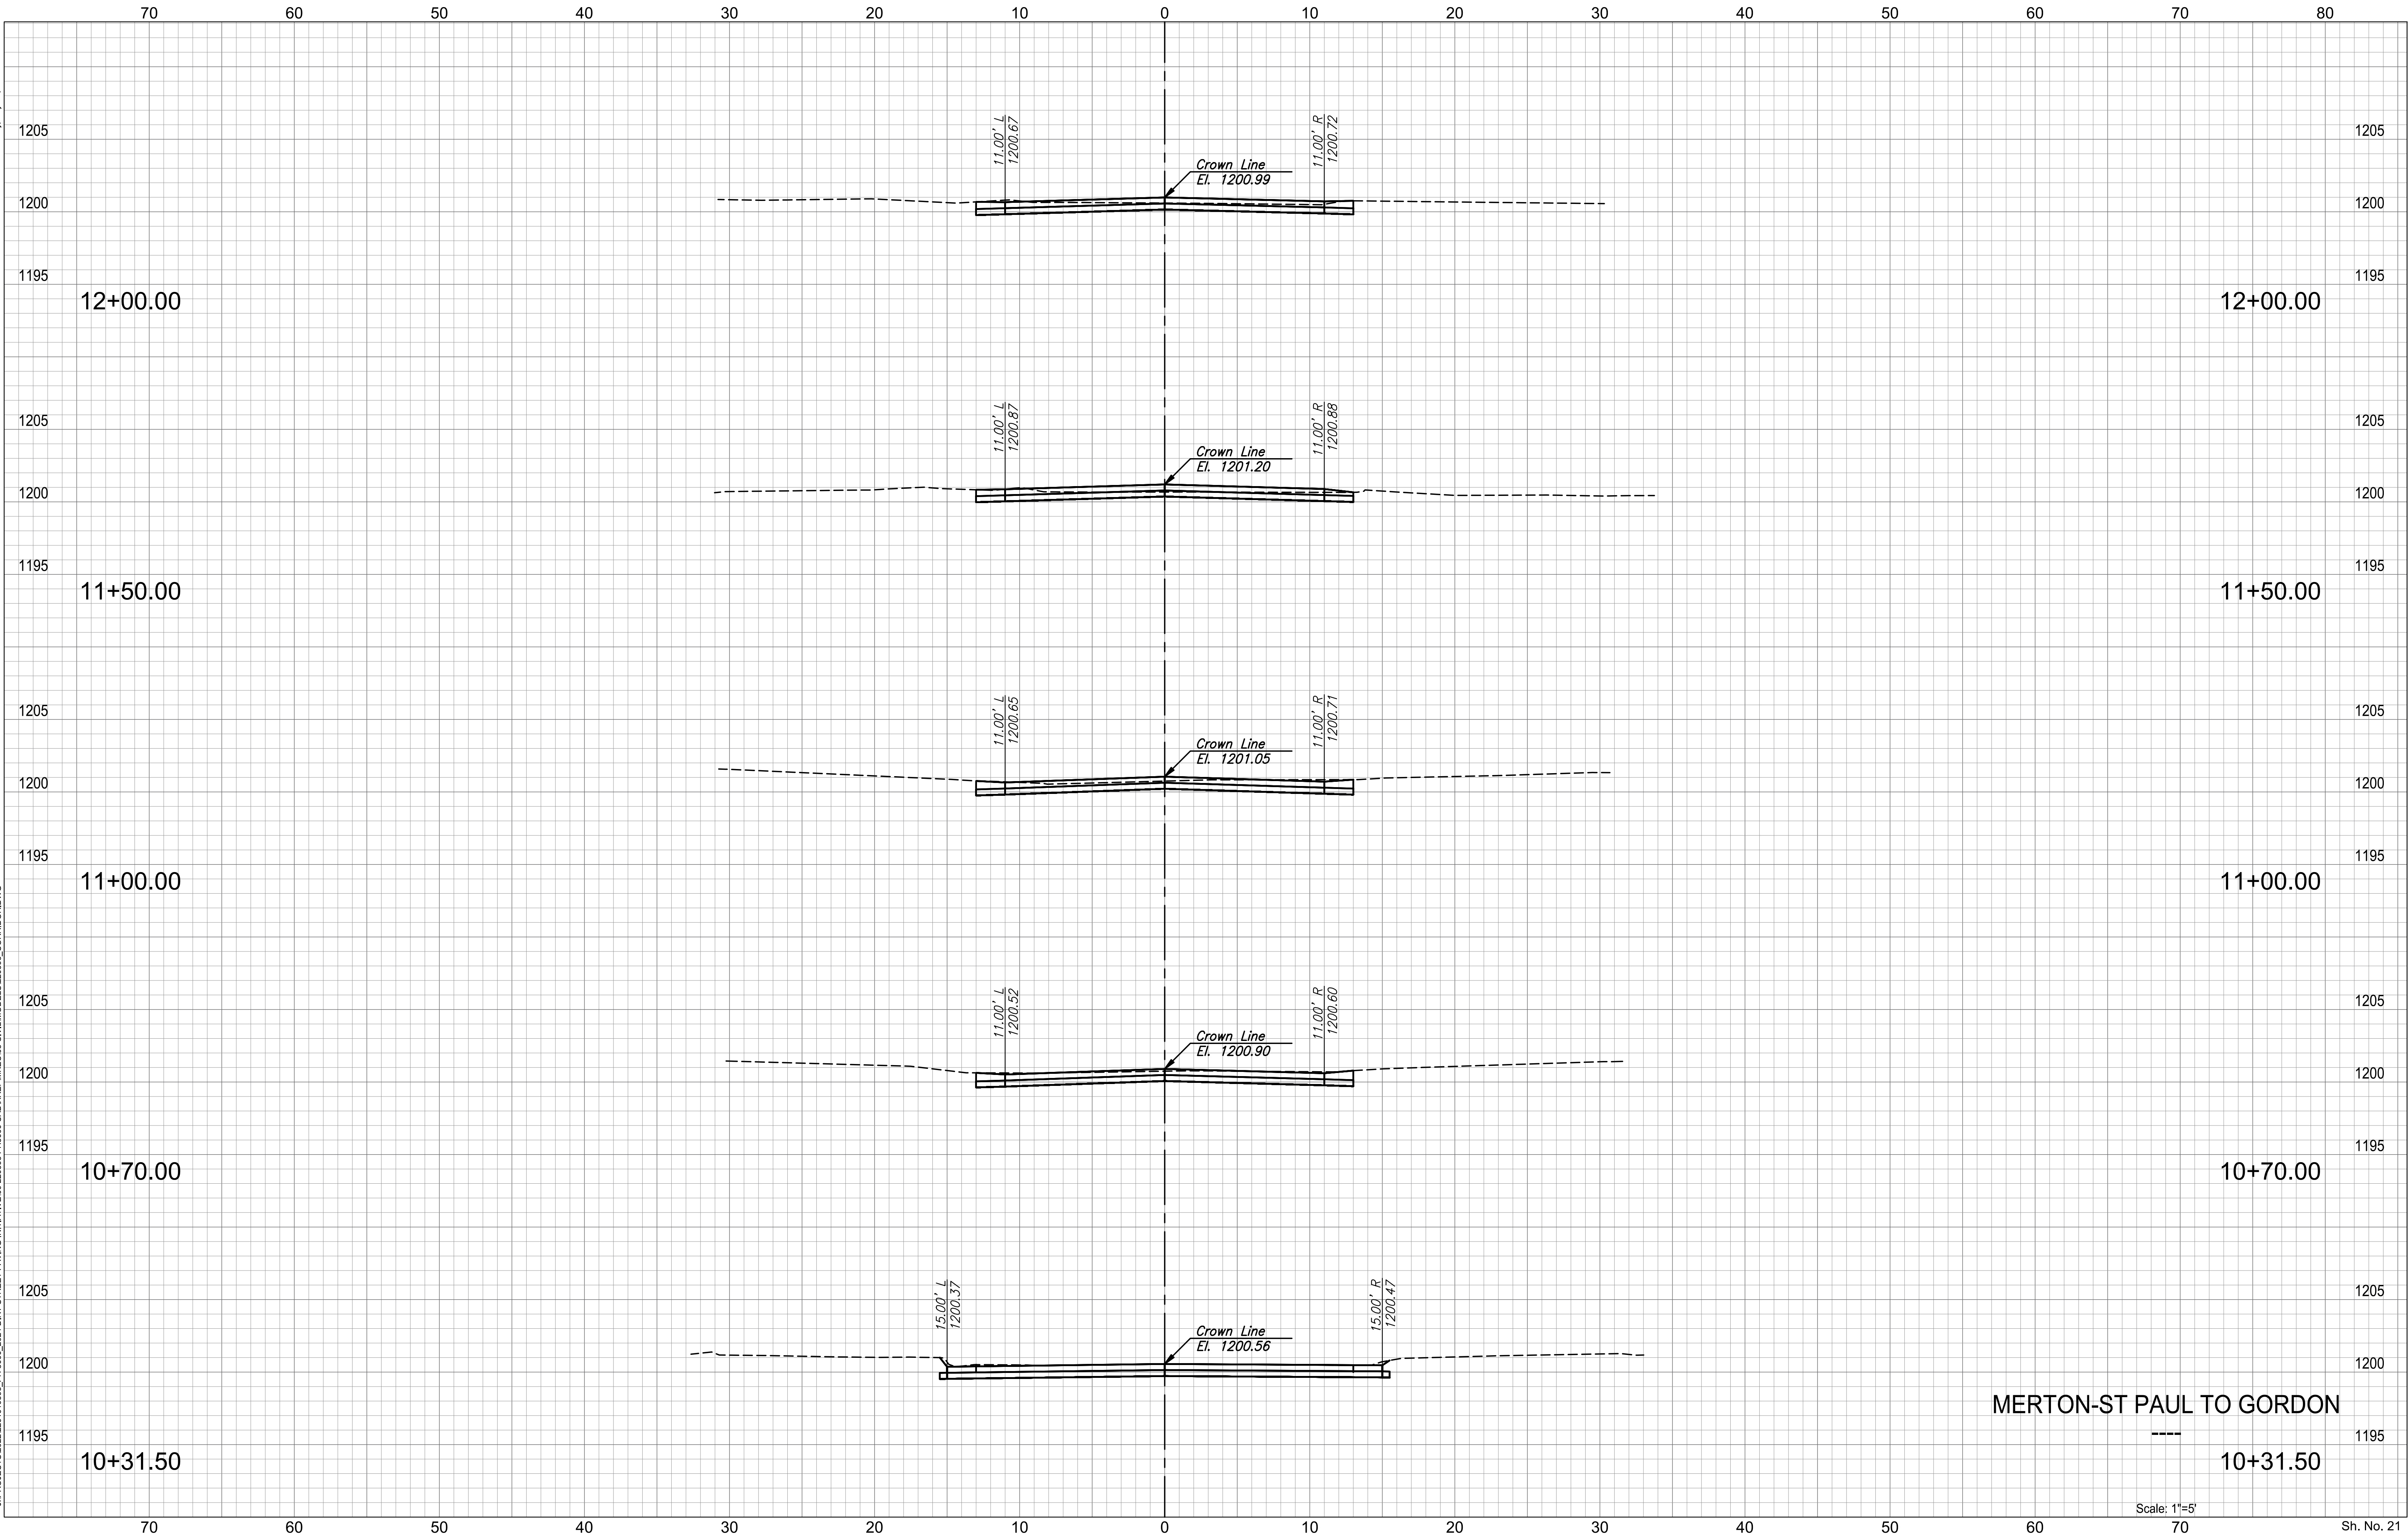 70 60 50 40 30 20 10 0 10 20 30 40 50 60 70 80
1205 1205
11.00' L
1200.67
11.00' R
1200.72
Crown Line
El. 1200.99
1200 1200
1195 1195
12+00.00 12+00.00
1205 1205
11.00' L
1200.87
11.00' R
1200.88
Crown Line
El. 1201.20
1200 1200
1195 1195
11+50.00 11+50.00
1205 1205
11.00' L
1200.65
11.00' R
1200.71
Crown Line
El. 1201.05
1200 1200
1195 1195
11+00.00 11+00.00
1205 1205
11.00' L
1200.52
11.00' R
1200.60
Crown Line
El. 1200.90
1200 1200
1195 1195
10+70.00 10+70.00
1205 1205
15.00' L
1200.37
15.00' R
1200.47
Crown Line
El. 1200.56
1200 1200
MERTON-ST PAUL TO GORDON
----
1195 1195
10+31.50 10+31.50
Scale: 1"=5'
70 60 50 40 30 20 10 0 10 20 30 40 50 60 70
Sh. No. 21